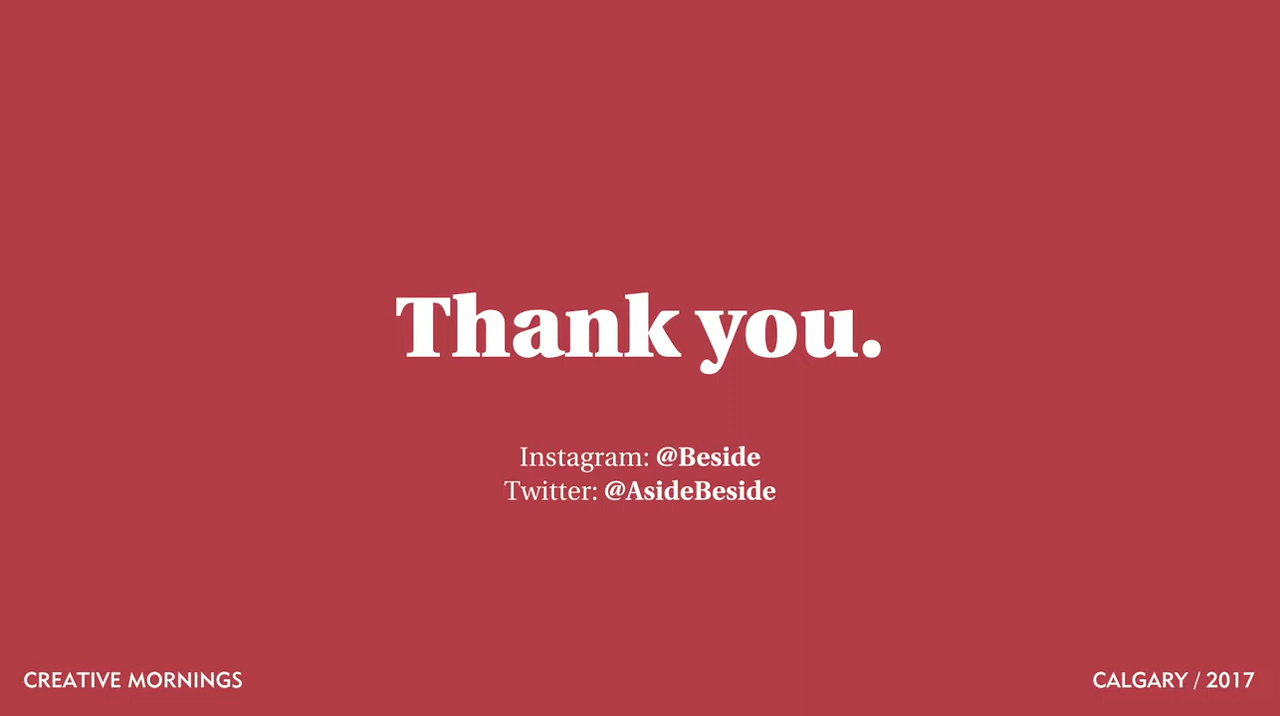 Thank you.
Instagram: @Beside
Twitter: @AsideBeside
CREATIVE MORNINGS
CALGARY / 2017